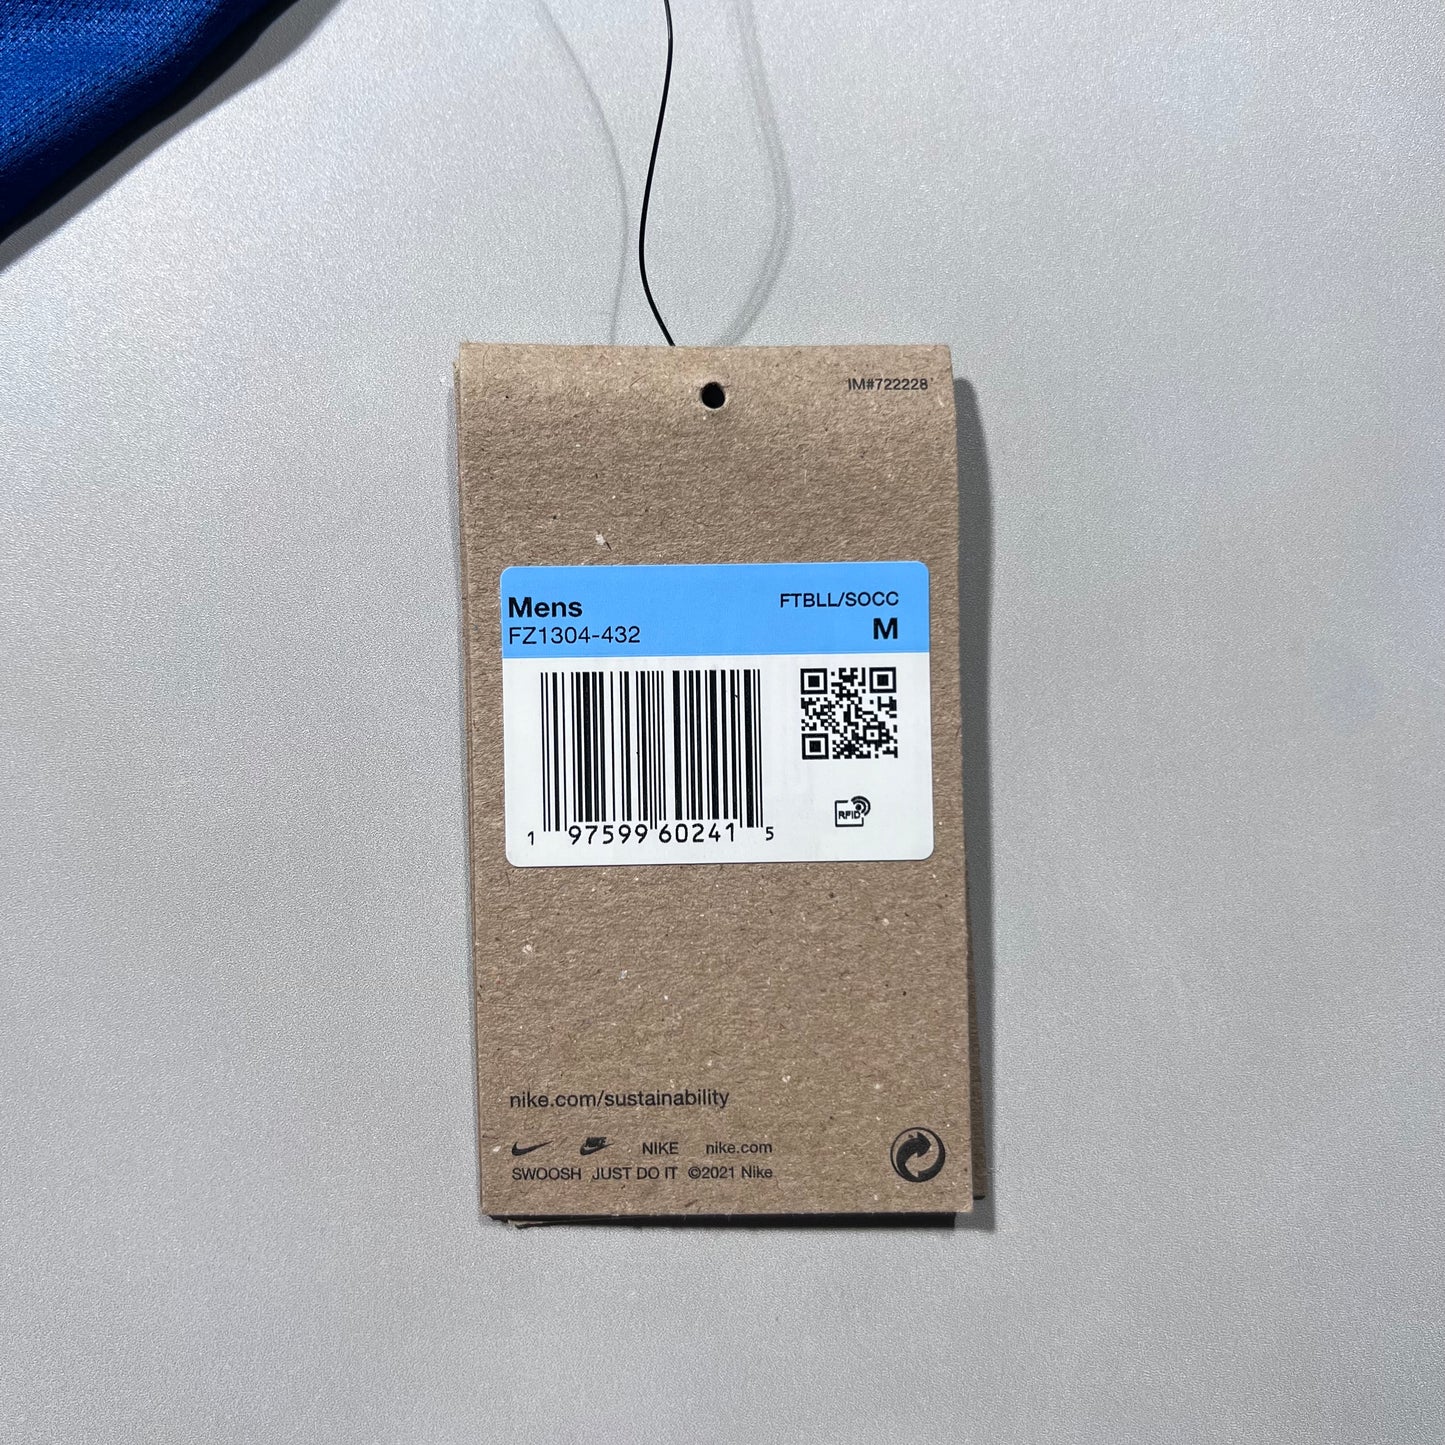 IM#722228
Mens FTBLL/SOCC
FZ1304-432 M
1 97599 60241 5
RFID
nike.com/sustainability
NIKE NIKE nike.com
SWOOSH JUST DO IT ©2021 Nike